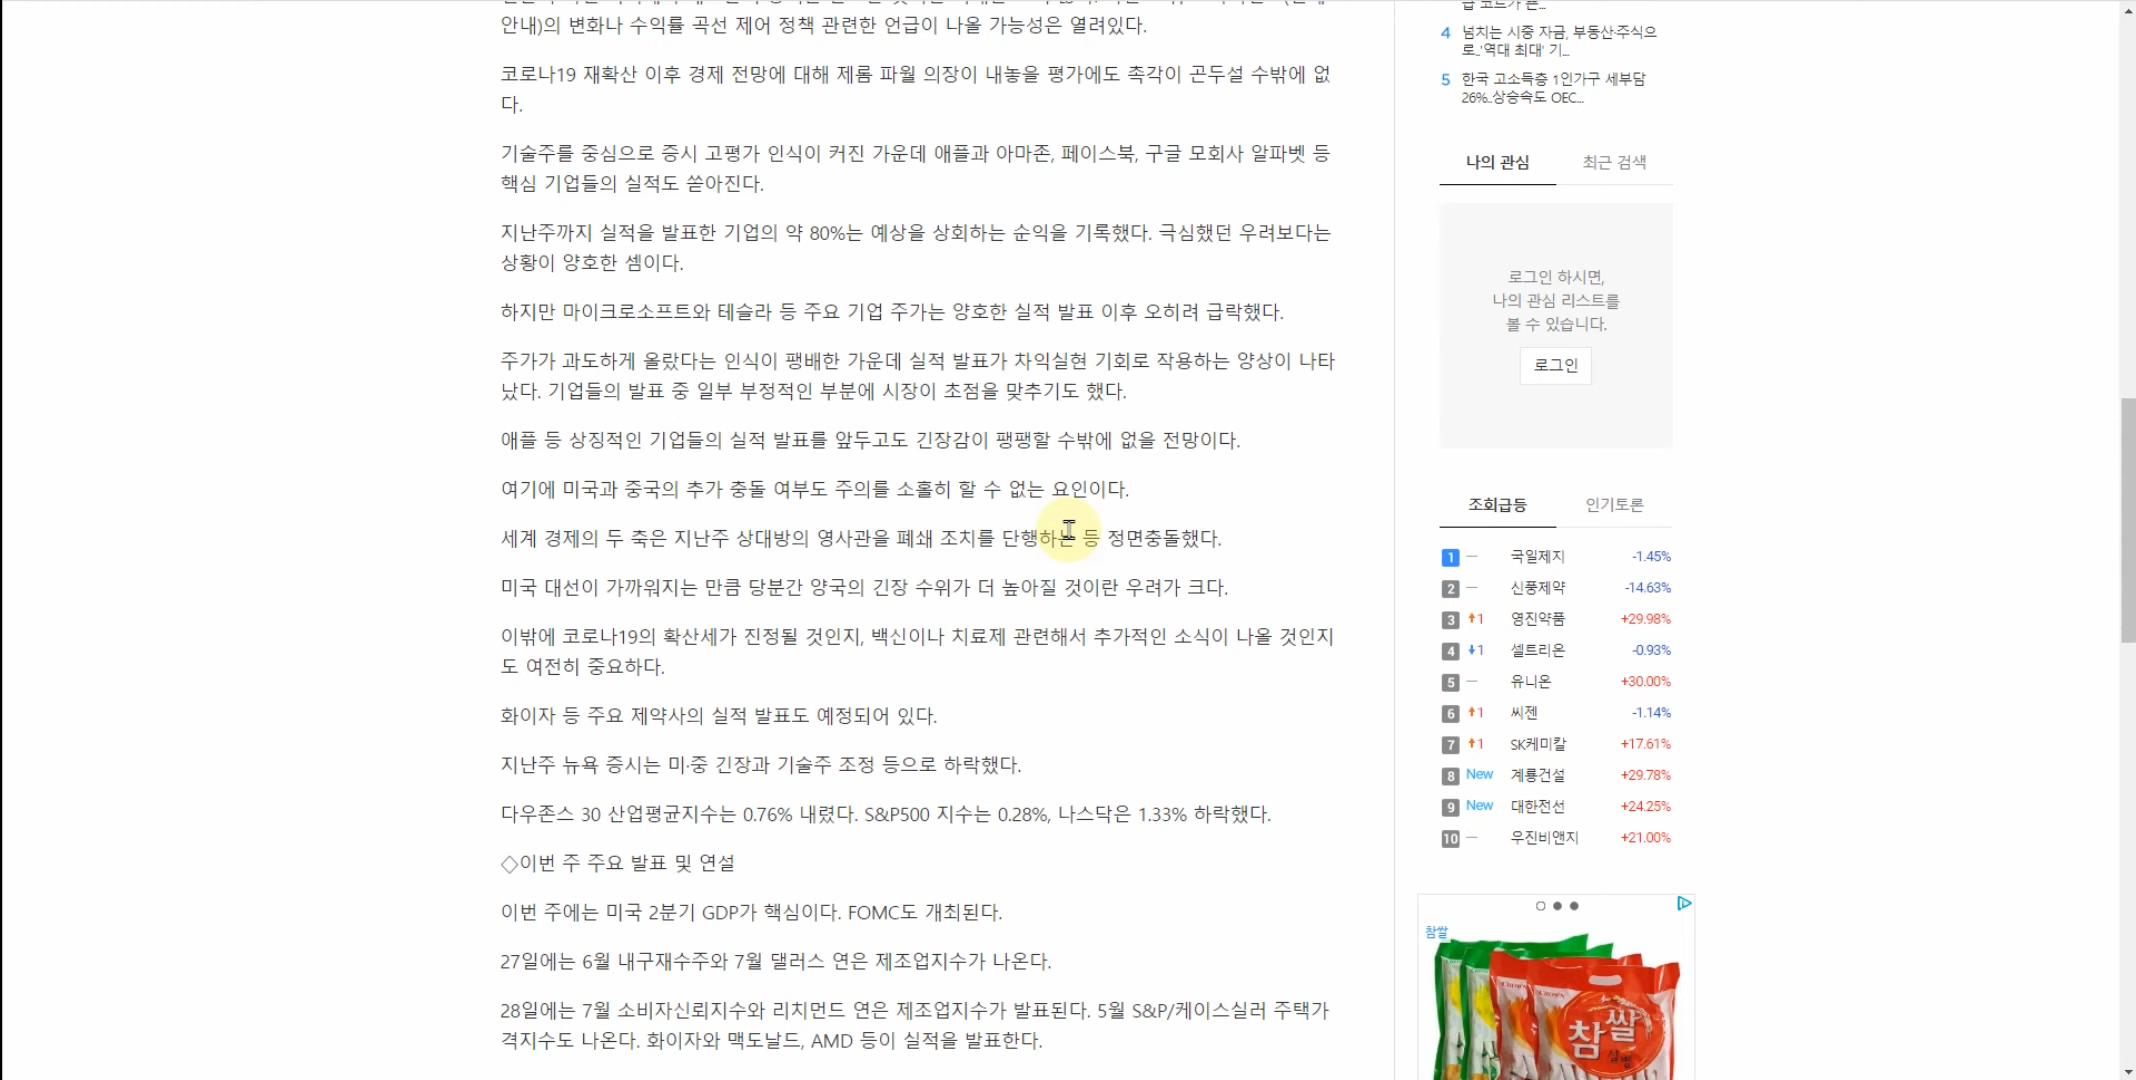 안내)의 변화나 수익률 곡선 제어 정책 관련한 언급이 나올 가능성은 열려있다.
코로나19 재확산 이후 경제 전망에 대해 제롬 파월 의장이 내놓을 평가에도 촉각이 곤두설 수밖에 없
다.
기술주를 중심으로 증시 고평가 인식이 커진 가운데 애플과 아마존, 페이스북, 구글 모회사 알파벳 등
핵심 기업들의 실적도 쏟아진다.
지난주까지 실적을 발표한 기업의 약 80%는 예상을 상회하는 순익을 기록했다. 극심했던 우려보다는
상황이 양호한 셈이다.
하지만 마이크로소프트와 테슬라 등 주요 기업 주가는 양호한 실적 발표 이후 오히려 급락했다.
주가가 과도하게 올랐다는 인식이 팽배한 가운데 실적 발표가 차익실현 기회로 작용하는 양상이 나타
났다. 기업들의 발표 중 일부 부정적인 부분에 시장이 초점을 맞추기도 했다.
애플 등 상징적인 기업들의 실적 발표를 앞두고도 긴장감이 팽팽할 수밖에 없을 전망이다.
여기에 미국과 중국의 추가 충돌 여부도 주의를 소홀히 할 수 없는 요인이다.
세계 경제의 두 축은 지난주 상대방의 영사관을 폐쇄 조치를 단행하는 등 정면충돌했다.
미국 대선이 가까워지는 만큼 당분간 양국의 긴장 수위가 더 높아질 것이란 우려가 크다.
이밖에 코로나19의 확산세가 진정될 것인지, 백신이나 치료제 관련해서 추가적인 소식이 나올 것인지
도 여전히 중요하다.
화이자 등 주요 제약사의 실적 발표도 예정되어 있다.
지난주 뉴욕 증시는 미·중 긴장과 기술주 조정 등으로 하락했다.
다우존스 30 산업평균지수는 0.76% 내렸다. S&P500 지수는 0.28%, 나스닥은 1.33% 하락했다.
◇이번 주 주요 발표 및 연설
이번 주에는 미국 2분기 GDP가 핵심이다. FOMC도 개최된다.
27일에는 6월 내구재수주와 7월 댈러스 연은 제조업지수가 나온다.
28일에는 7월 소비자신뢰지수와 리치먼드 연은 제조업지수가 발표된다. 5월 S&P/케이스실러 주택가
격지수도 나온다. 화이자와 맥도날드, AMD 등이 실적을 발표한다.
4 넘치는 시중 자금, 부동산·주식으
로..'역대 최대' 기...
5 한국 고소득층 1인가구 세부담
26%..상승속도 OEC...
나의 관심 최근 검색
로그인 하시면,
나의 관심 리스트를
볼 수 있습니다.
로그인
조회급등 인기토론
1 — 국일제지 -1.45%
2 — 신풍제약 -14.63%
3 ↑1 영진약품 +29.98%
4 ↓1 셀트리온 -0.93%
5 — 유니온 +30.00%
6 ↑1 씨젠 -1.14%
7 ↑1 SK케미칼 +17.61%
8 New 계룡건설 +29.78%
9 New 대한전선 +24.25%
10 — 우진비앤지 +21.00%
참쌀
참쌀